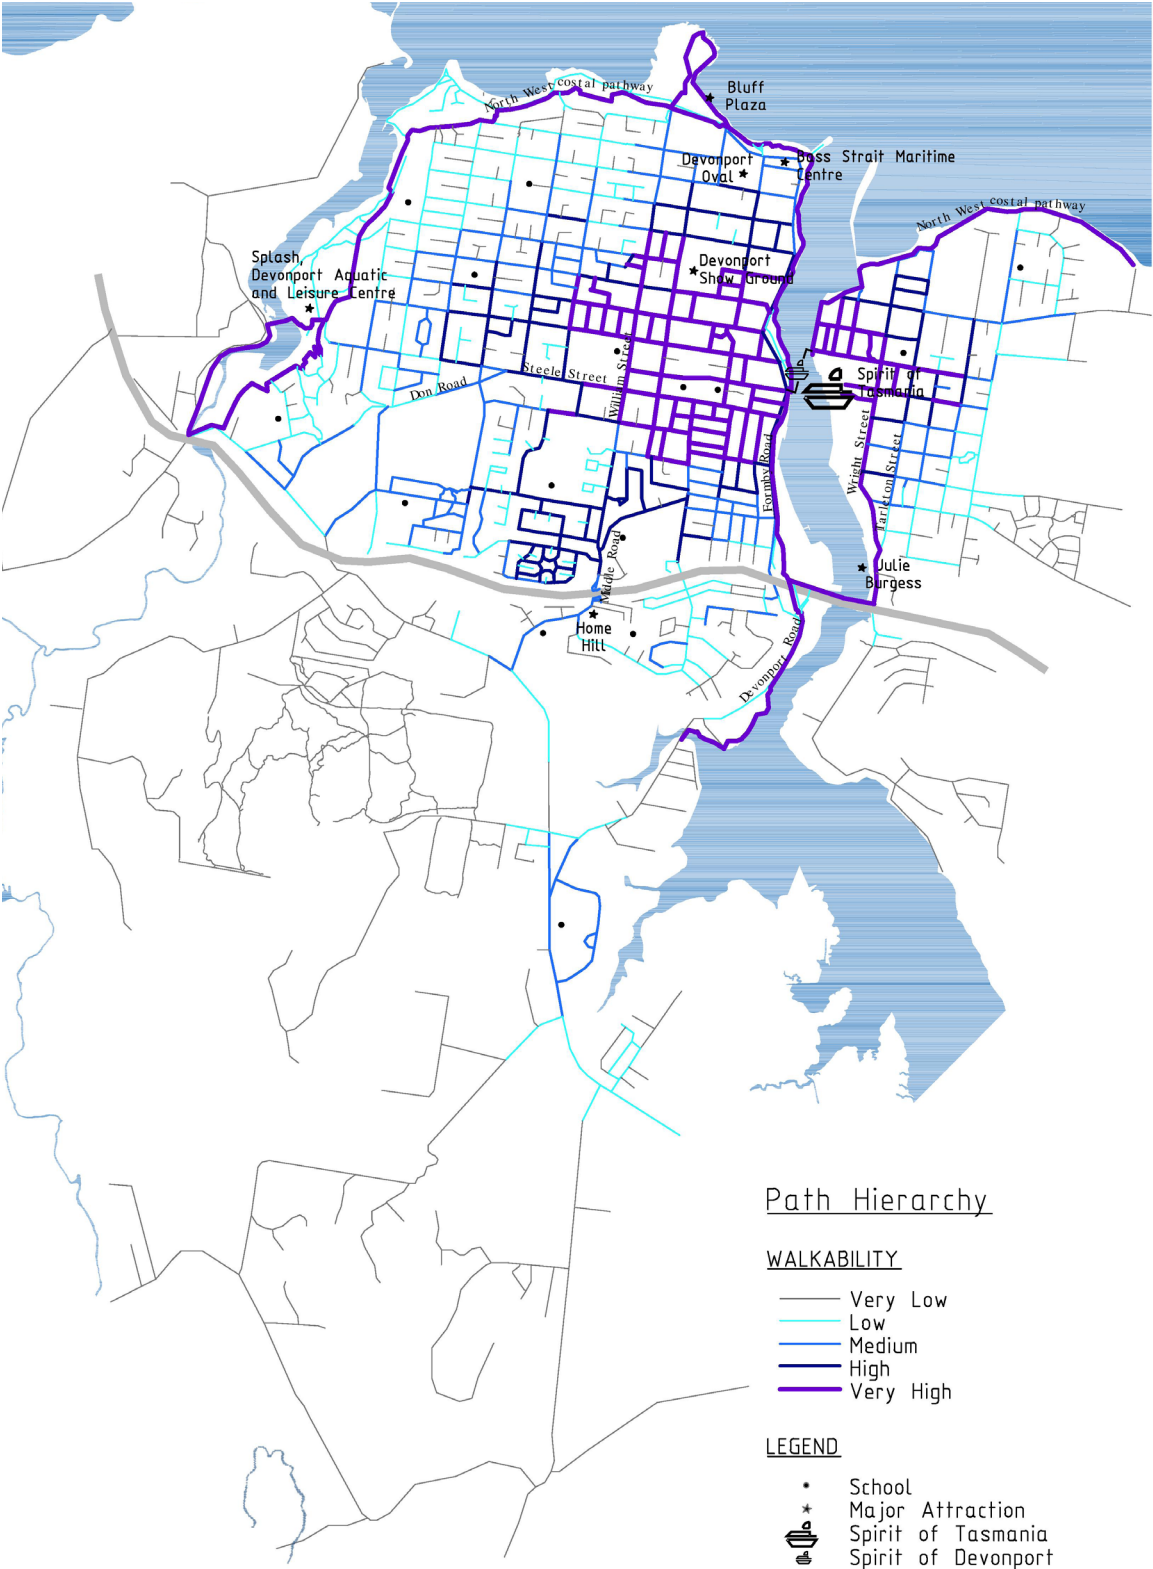 North West costal pathway
Bluff
Plaza
Devonport
Oval
Bass Strait Maritime
Centre
North West costal pathway
Splash,
Devonport Aquatic
and Leisure Centre
Devonport
Show Ground
Steele Street
Don Road
William Street
Spirit of
Tasmania
Wright Street
Tarleton Street
Formby Road
Middle Road
Julie
Burgess
Home
Hill
Devonport Road
Path Hierarchy
WALKABILITY
Very Low
Low
Medium
High
Very High
LEGEND
School
Major Attraction
Spirit of Tasmania
Spirit of Devonport